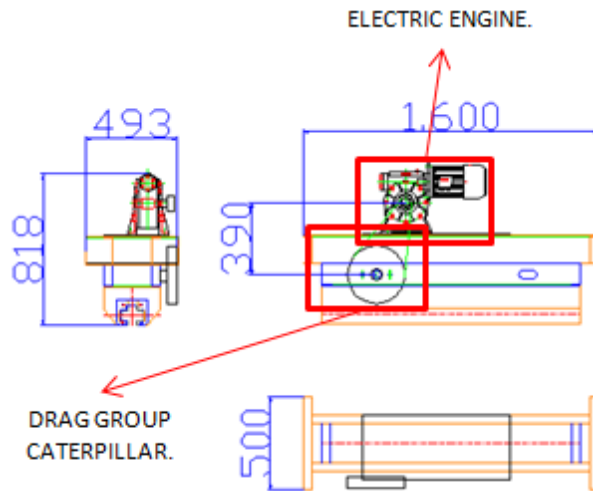 ELECTRIC ENGINE.
493
1.600
818
390
DRAG GROUP
CATERPILLAR.
500